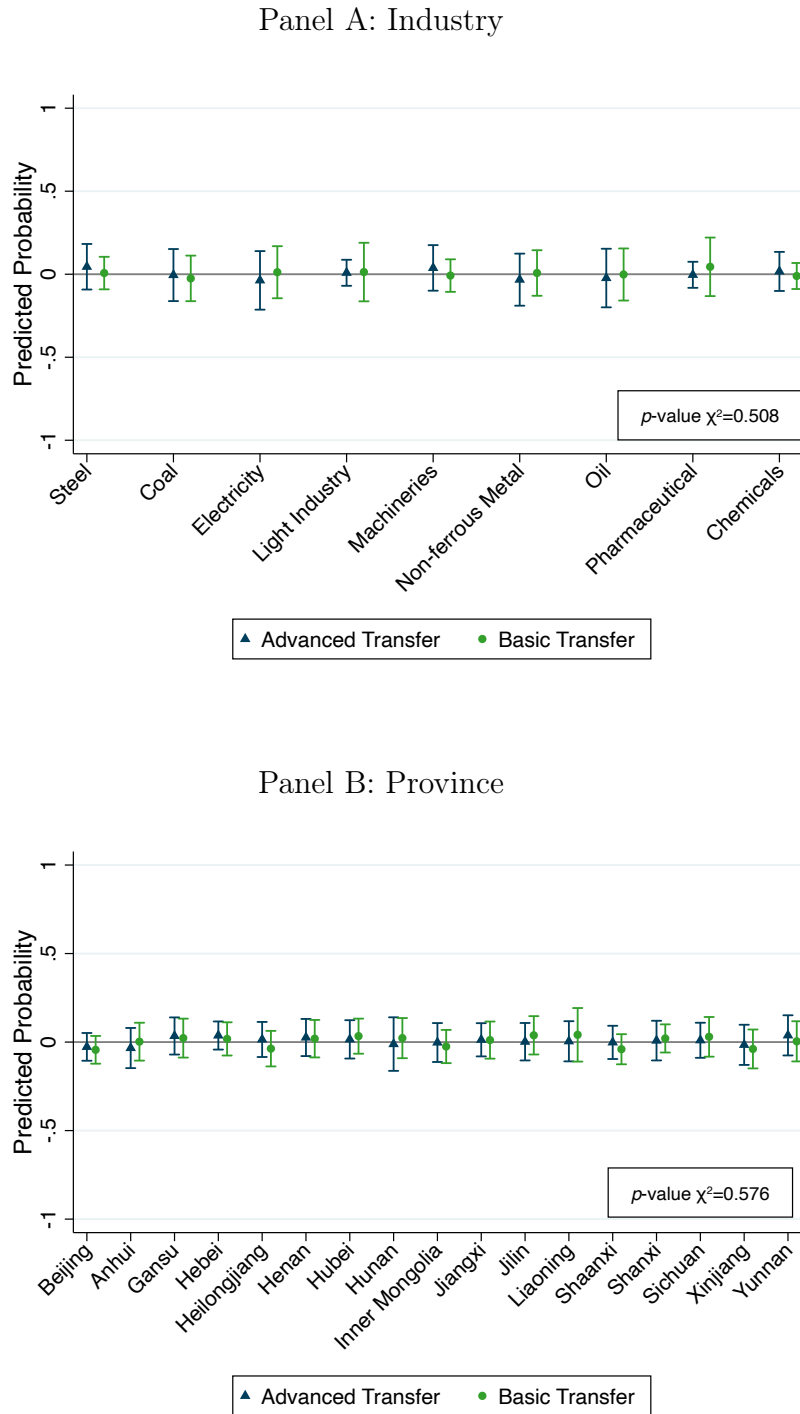 Panel A: Industry
Predicted Probability
1
.5
0
-.5
-1
p-value χ²=0.508
Steel
Coal
Electricity
Light Industry
Machineries
Non-ferrous Metal
Oil
Pharmaceutical
Chemicals
Advanced Transfer
Basic Transfer
Panel B: Province
Predicted Probability
1
.5
0
-.5
-1
p-value χ²=0.576
Beijing
Anhui
Gansu
Hebei
Heilongjiang
Henan
Hubei
Hunan
Inner Mongolia
Jiangxi
Jilin
Liaoning
Shaanxi
Shanxi
Sichuan
Xinjiang
Yunnan
Advanced Transfer
Basic Transfer